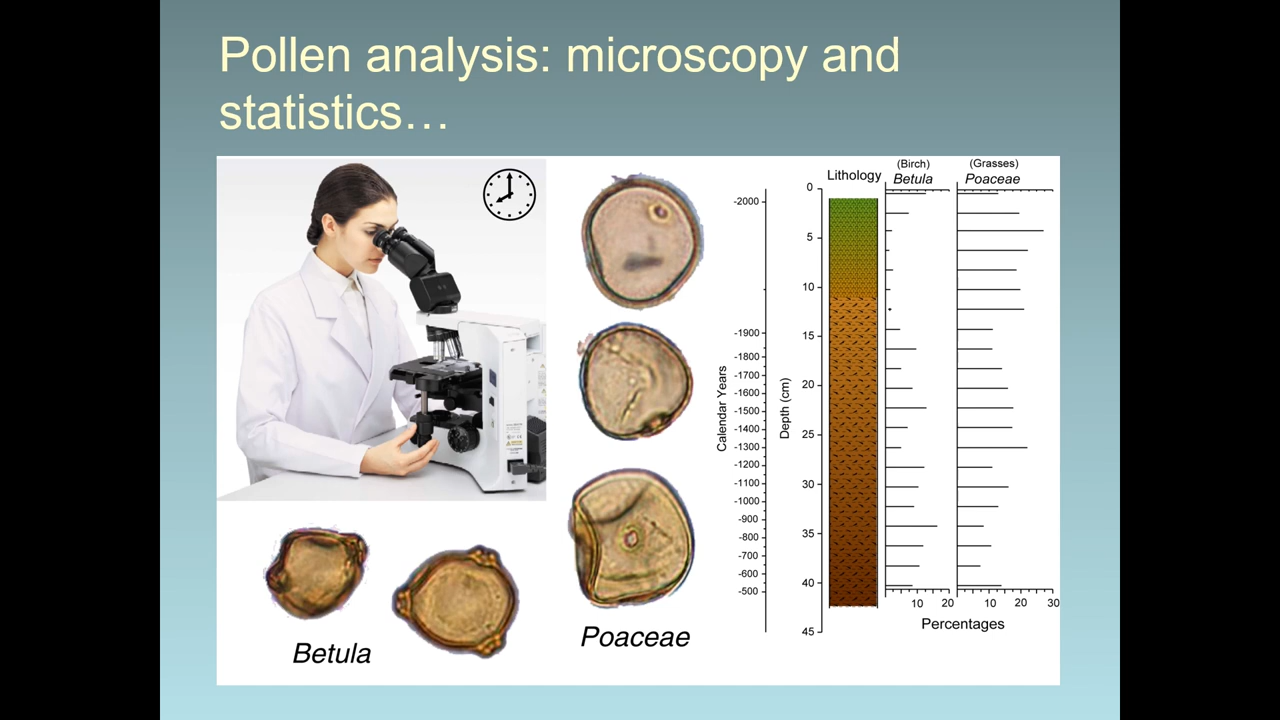 Pollen analysis: microscopy and
statistics…
Betula
Poaceae
(Birch)
(Grasses)
Lithology
Betula
Poaceae
Calendar Years
-2000
-1900
-1800
-1700
-1600
-1500
-1400
-1300
-1200
-1100
-1000
-900
-800
-700
-600
-500
Depth (cm)
0
5
10
15
20
25
30
35
40
45
10
20
10
20
30
Percentages